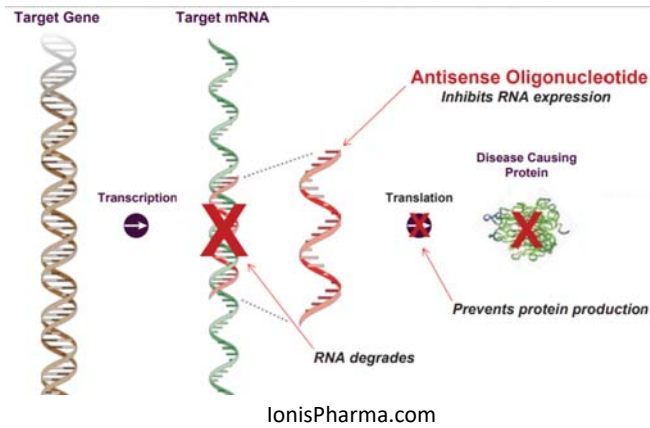 Target Gene
Target mRNA
Antisense Oligonucleotide
Inhibits RNA expression
Disease Causing
Protein
Transcription
Translation
X
X
X
Prevents protein production
RNA degrades
IonisPharma.com